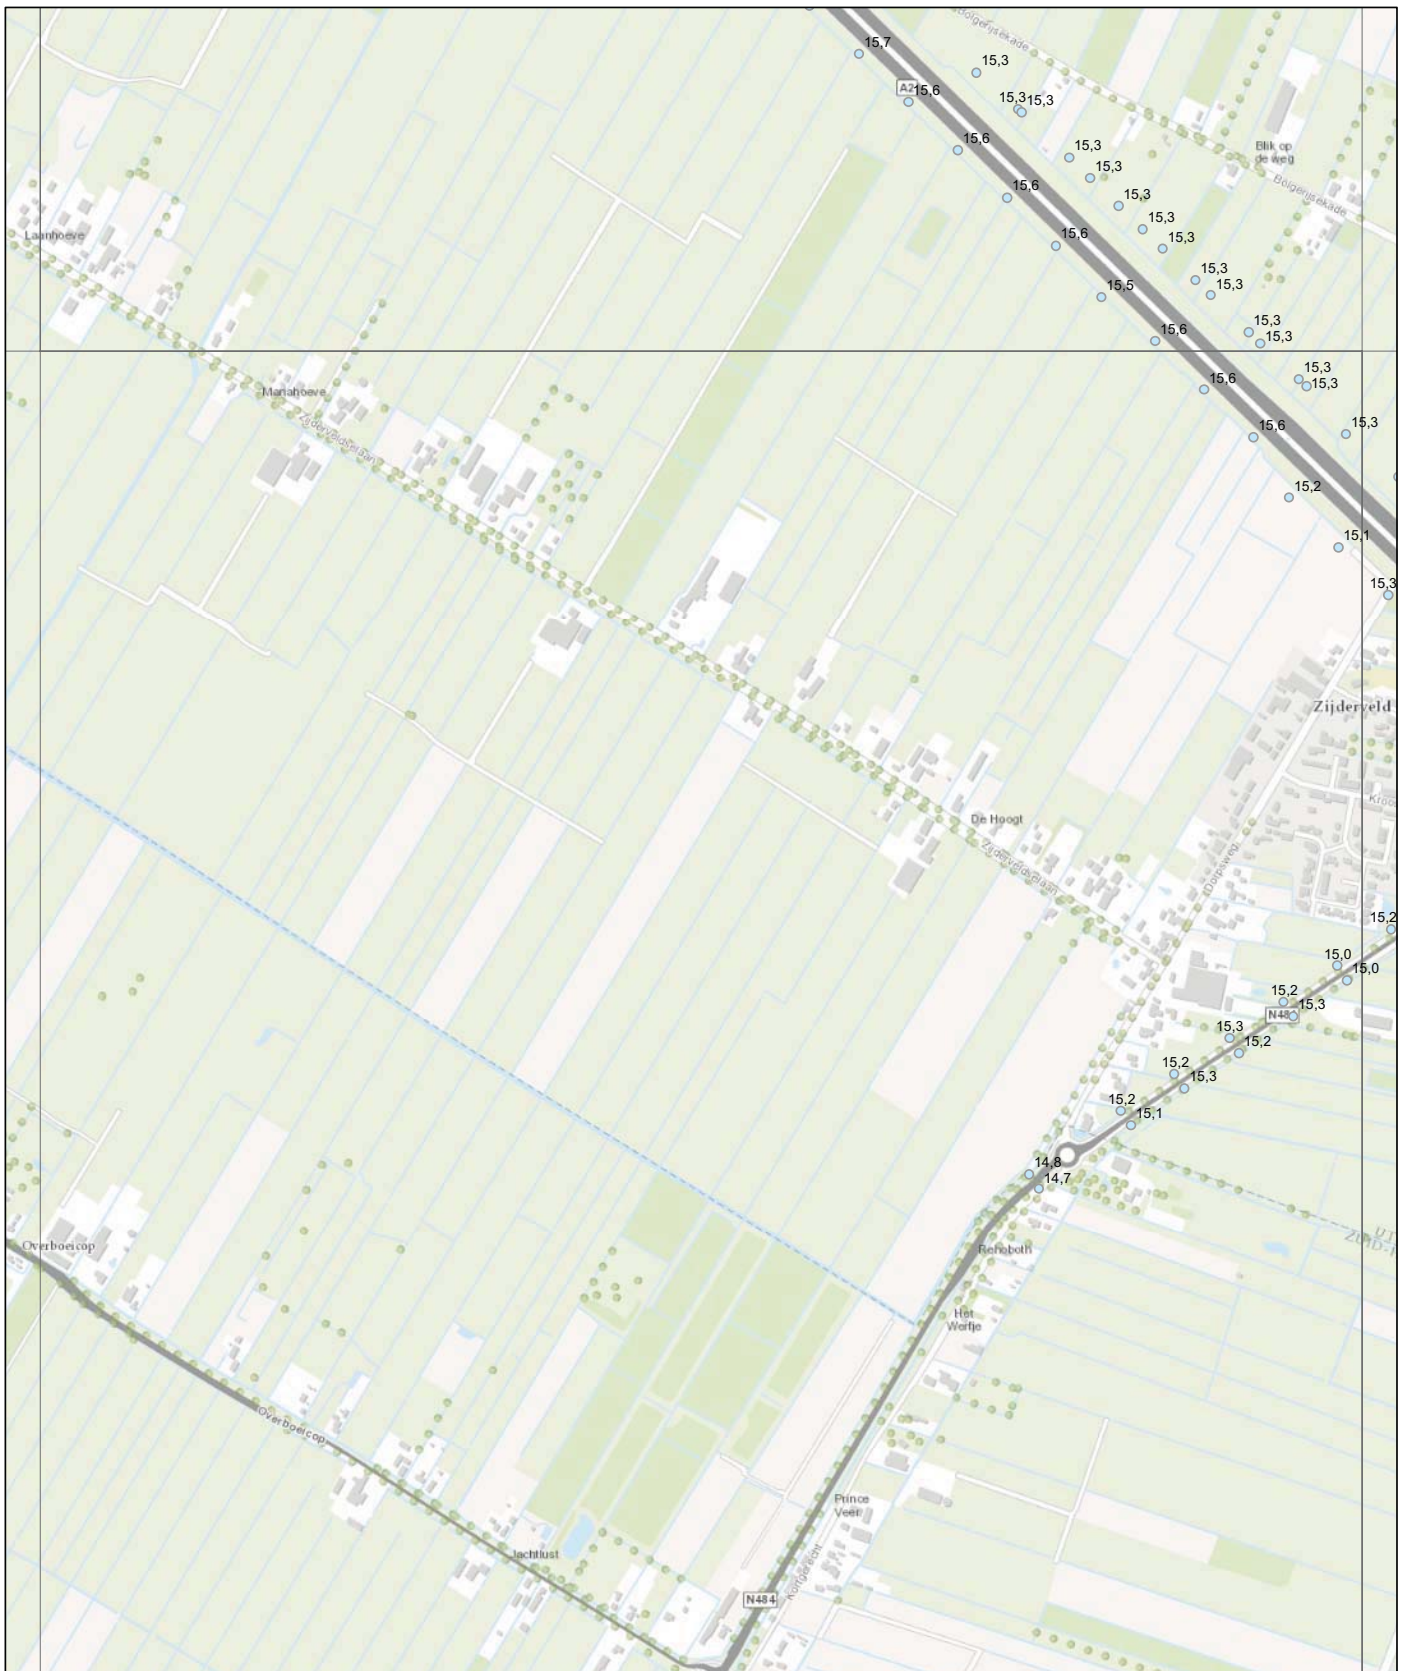 Bolgerijsekade
15,7
15,3
A2
15,6
15,3
15,3
15,6
15,3
Blik op
de weg
15,3
Bolgerijsekade
15,6
15,3
15,3
Laanhoeve
15,6
15,3
15,3
15,5
15,3
15,3
15,6
15,3
15,3
15,6
15,3
Mariahoeve
Zijderveldselaan
15,3
15,6
15,2
15,1
15,3
Zijderveld
De Hoogt
Zijderveldselaan
Dorpsweg
15,2
15,0
15,0
15,2
15,3
15,3
15,2
15,2
15,3
15,2
15,1
14,8
14,7
Overboeicop
Rehoboth
Het
Werfje
Overboeicop
Prince
Veer
Jachtlust
Kortgerecht
N484